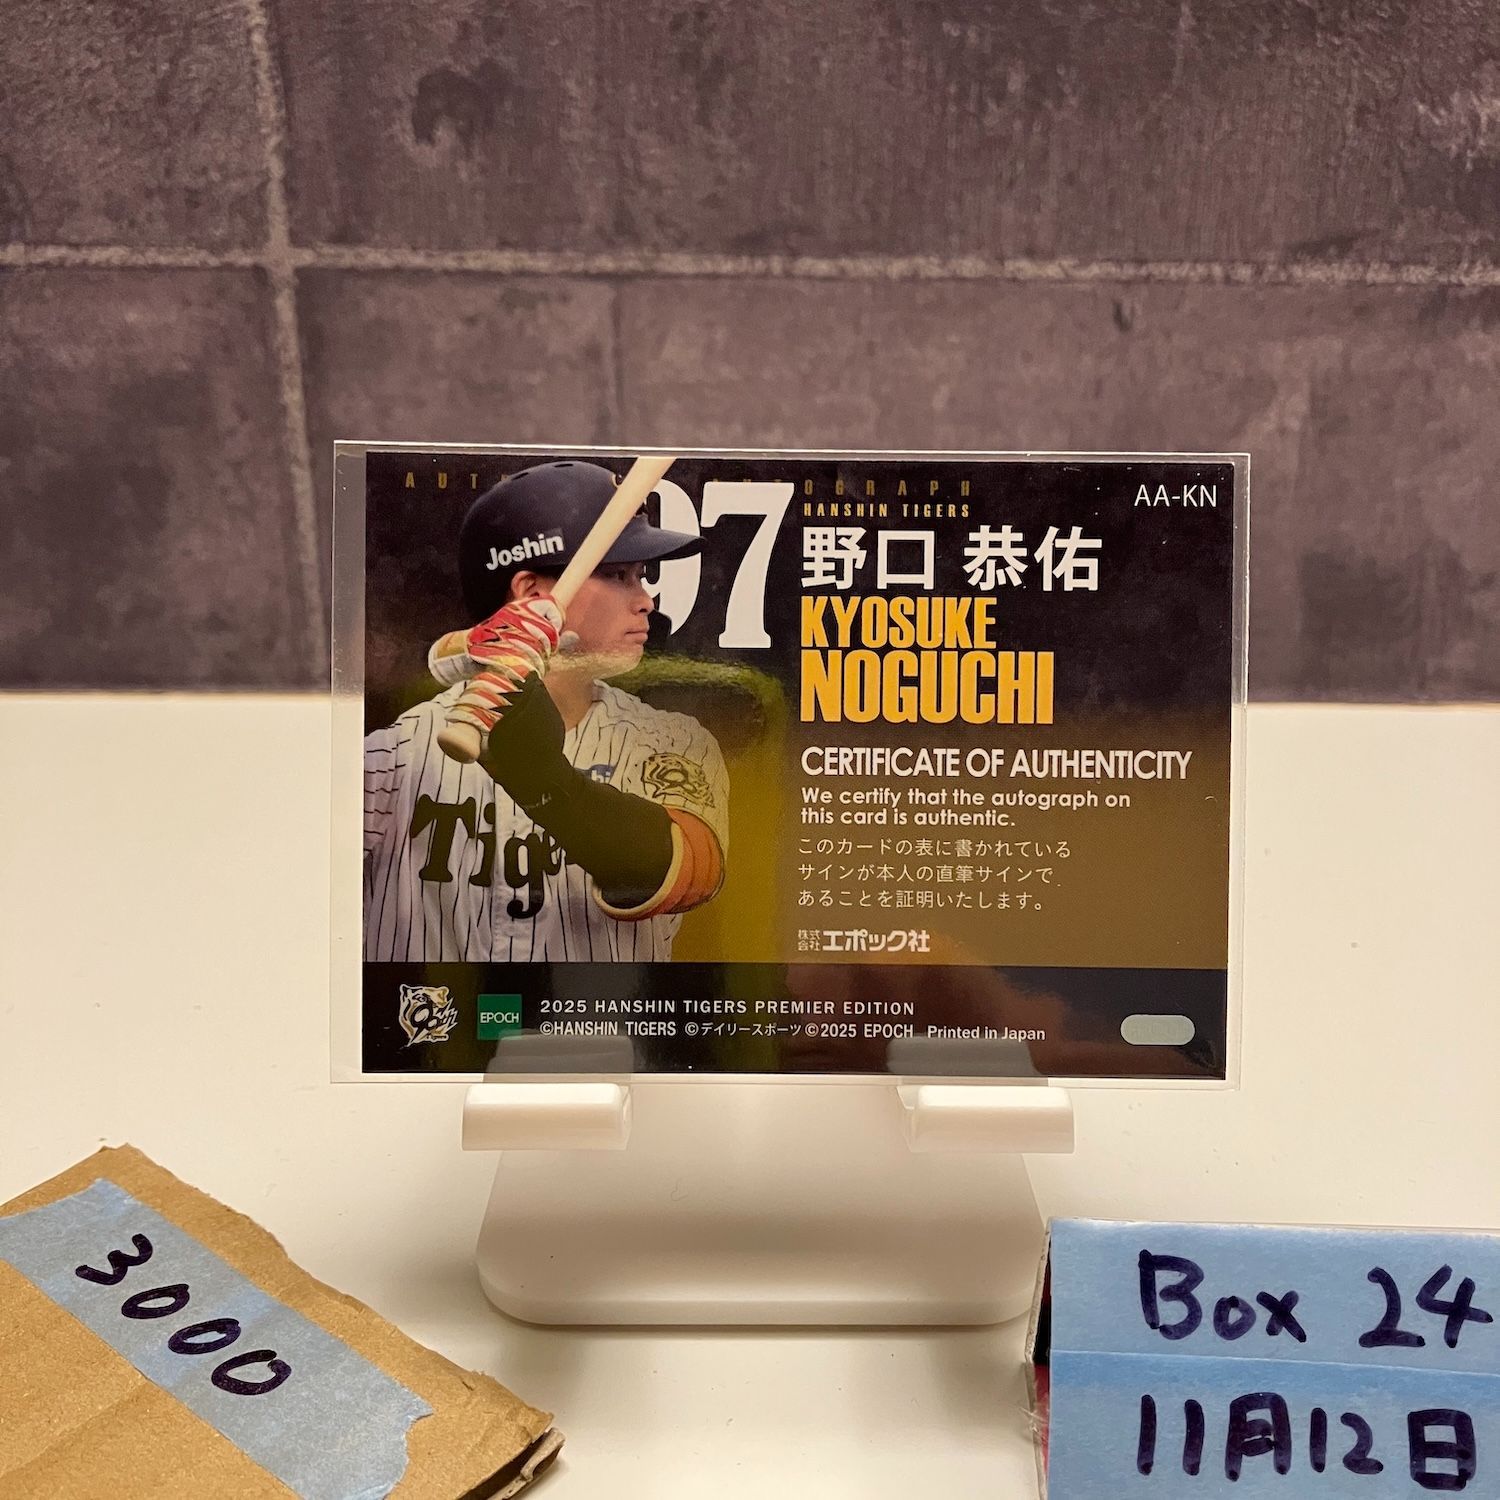 AUTHENTIC AUTOGRAPH
HANSHIN TIGERS
AA-KN
97
野口 恭佑
KYOSUKE
NOGUCHI
Joshin
Tige
CERTIFICATE OF AUTHENTICITY
We certify that the autograph on
this card is authentic.
このカードの表に書かれている
サインが本人の直筆サインで
あることを証明いたします。
株式会社エポック社
EPOCH
2025 HANSHIN TIGERS PREMIER EDITION
©HANSHIN TIGERS ©デイリースポーツ ©2025 EPOCH Printed in Japan
3000
Box 24
11月12日